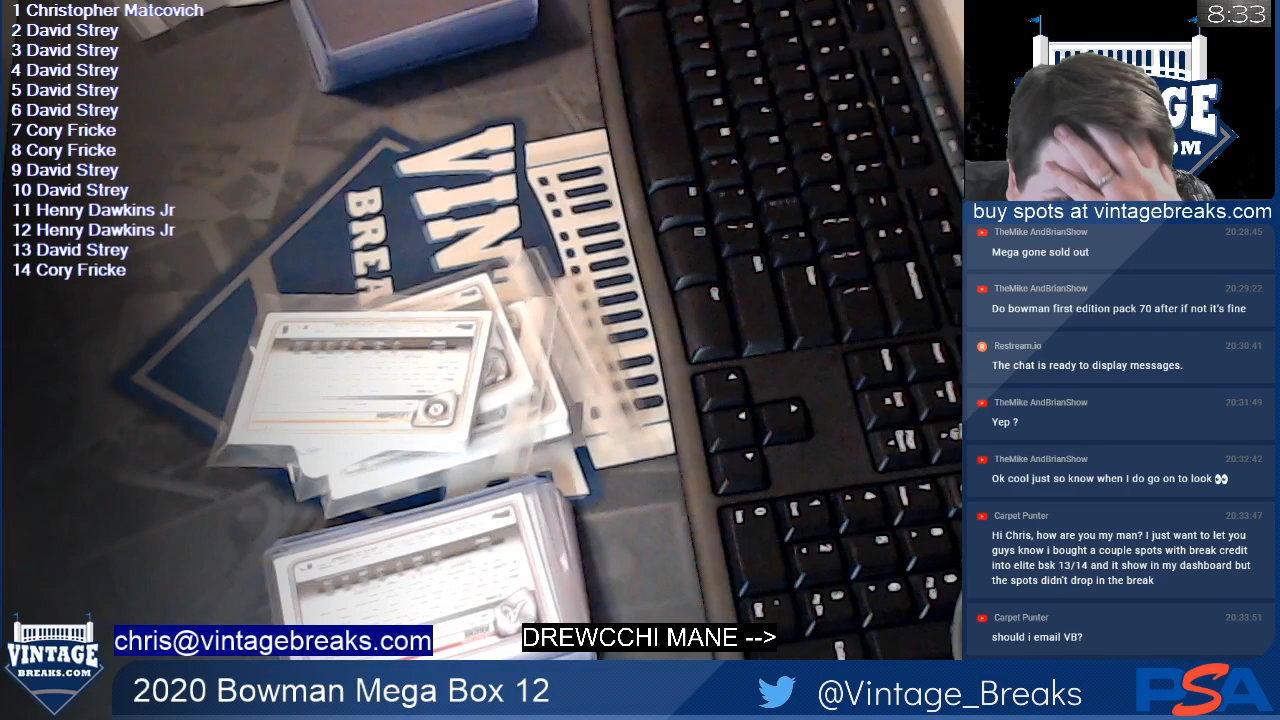 1 Christopher Matcovich
2 David Strey
3 David Strey
4 David Strey
5 David Strey
6 David Strey
7 Cory Fricke
8 Cory Fricke
9 David Strey
10 David Strey
11 Henry Dawkins Jr
12 Henry Dawkins Jr
13 David Strey
14 Cory Fricke
VIN
BREA
8:33
GE
OM
buy spots at vintagebreaks.com
TheMike AndBrianShow 20:28:45
Mega gone sold out
TheMike AndBrianShow 20:29:22
Do bowman first edition pack 70 after if not it's fine
Restream.io 20:30:41
The chat is ready to display messages.
TheMike AndBrianShow 20:31:49
Yep ?
TheMike AndBrianShow 20:32:42
Ok cool just so know when I do go on to look 👀
Carpet Punter 20:33:47
Hi Chris, how are you my man? I just want to let you
guys know i bought a couple spots with break credit
into elite bsk 13/14 and it show in my dashboard but
the spots didn't drop in the break
Carpet Punter 20:33:51
should i email VB?
chris@vintagebreaks.com
DREWCCHI MANE -->
VINTAGE
BREAKS.COM
2020 Bowman Mega Box 12
@Vintage_Breaks
PSA